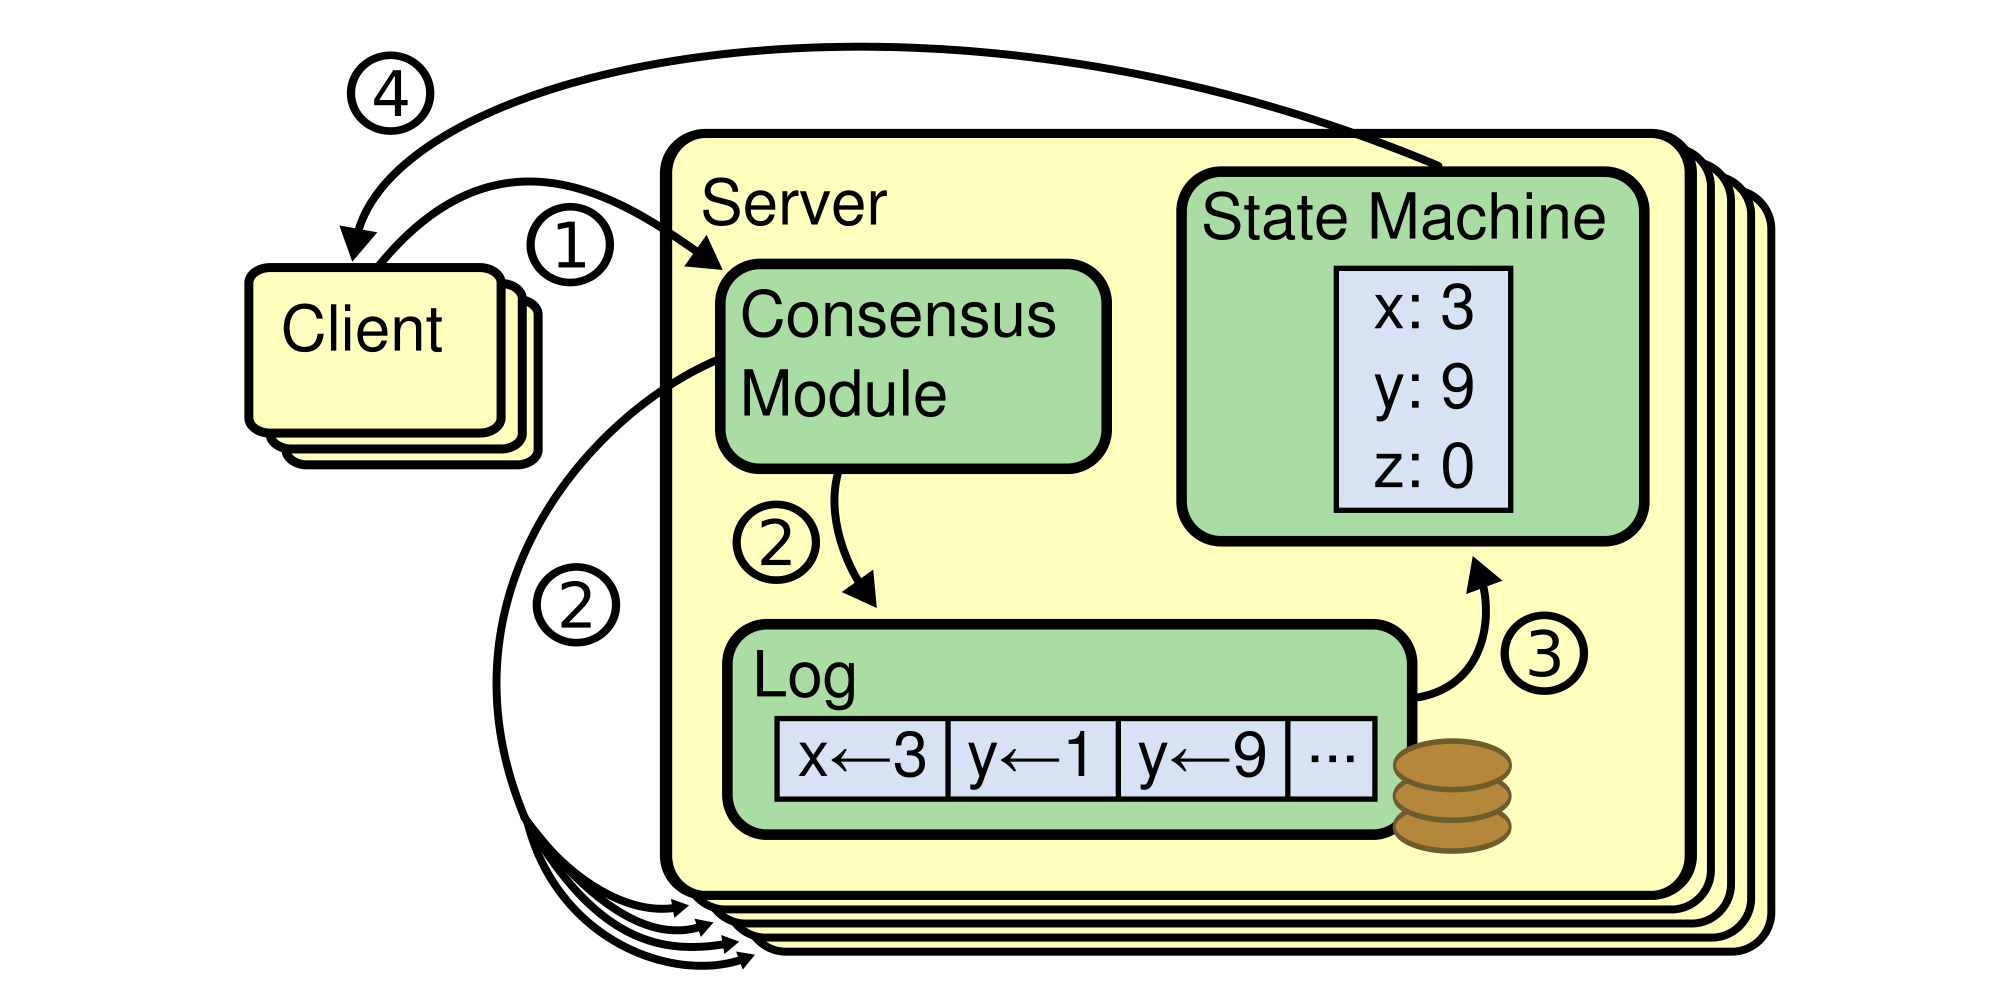 4
1
Server
State Machine
Client
Consensus
Module
x: 3
y: 9
z: 0
2
2
3
Log
x←3 y←1 y←9 ...